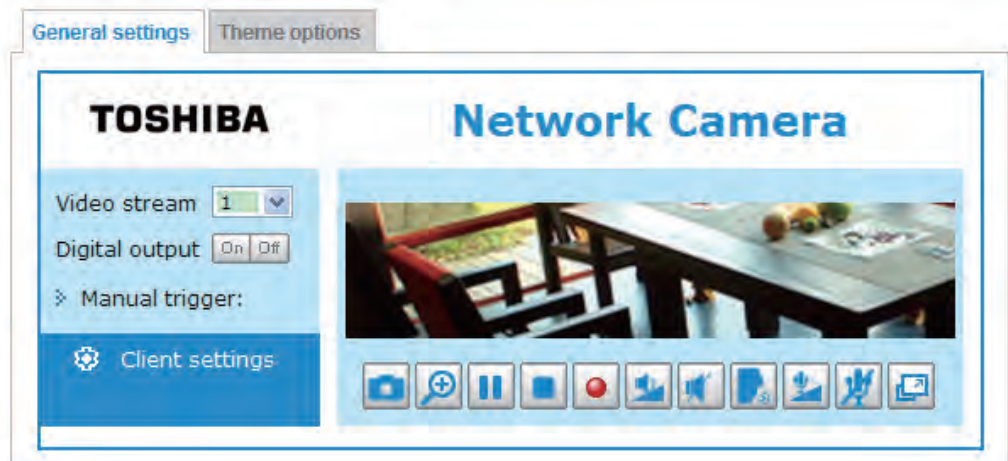 General settings
Theme options
TOSHIBA
Network Camera
Video stream 1
Digital output On Off
Manual trigger:
Client settings